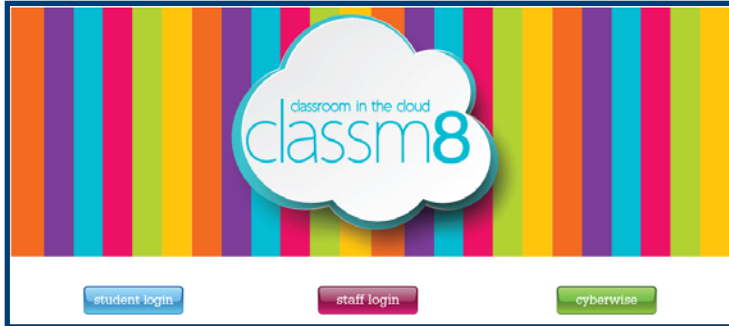 classroom in the cloud
classm8
student login
staff login
cyberwise